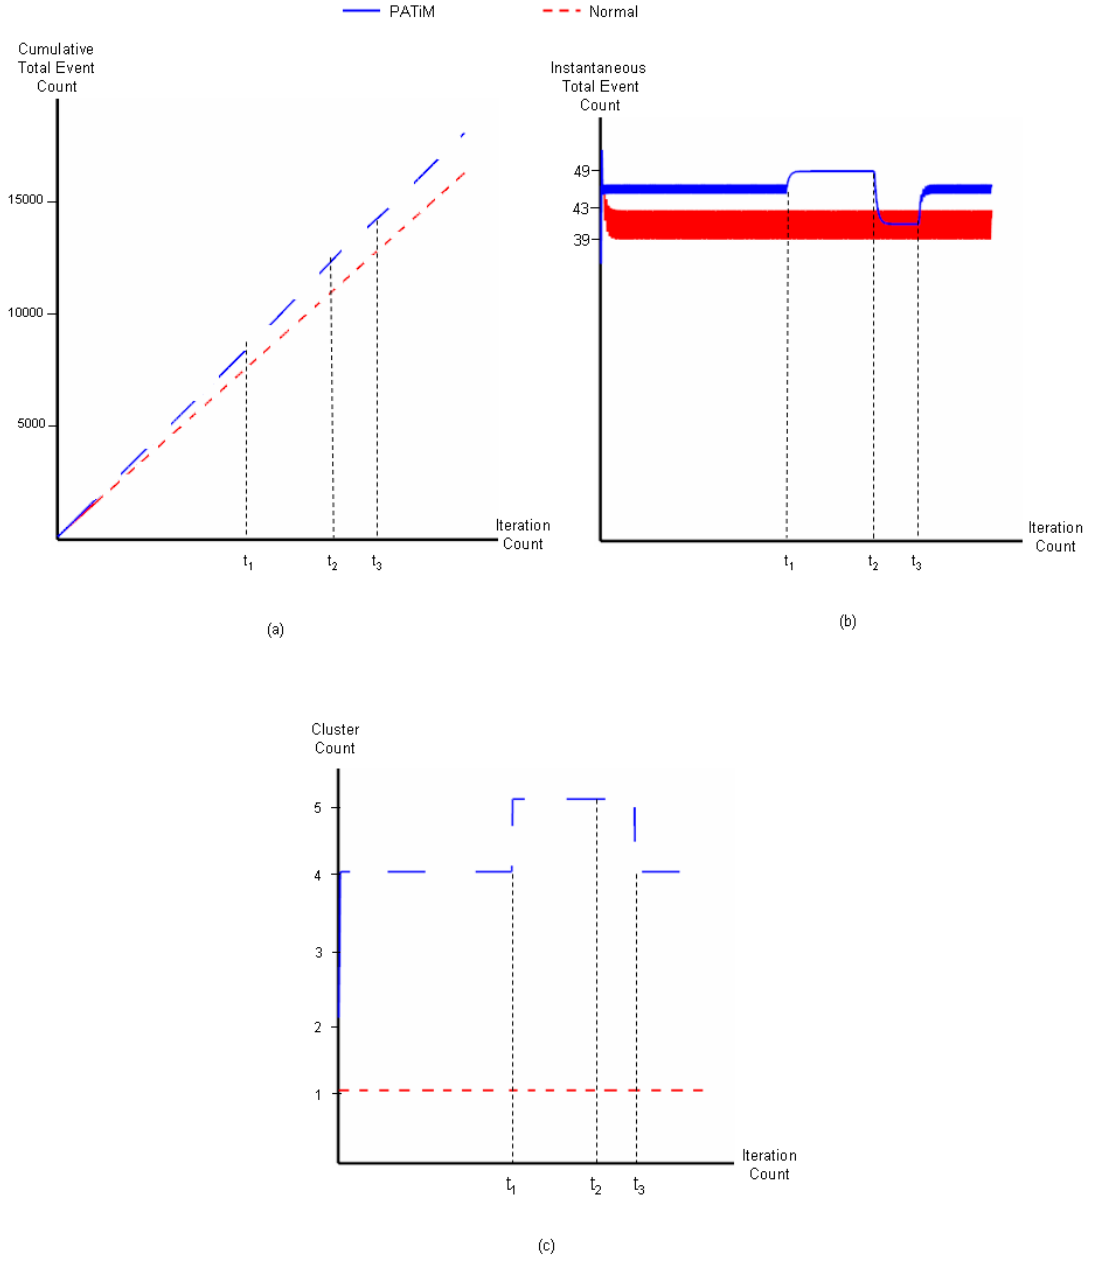 PATiM
Normal
Cumulative
Total Event
Count
15000
10000
5000
Iteration
Count
t1
t2
t3
(a)
Instantaneous
Total Event
Count
49
43
39
Iteration
Count
t1
t2
t3
(b)
Cluster
Count
5
4
3
2
1
Iteration
Count
t1
t2
t3
(c)